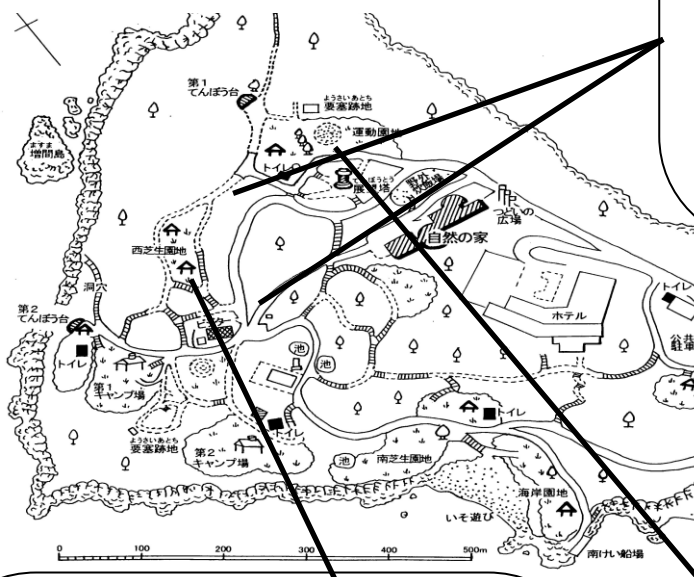 第1
てんぼう台
ようさいあとち
要塞跡地
運動園地
ますま
増間島
トイレ
ぼうとう
展望塔
野外
炊飯場
つどいの
広場
自然の家
西芝生園地
洞穴
第2
てんぼう台
トイレ
ビジター
ホテル
トイレ
公共
駐車
池
池
第1
キャンプ場
ようさいあとち
要塞跡地
トイレ
トイレ
第2
キャンプ場
池
南芝生園地
海岸園地
いそ遊び
南けい船場
0 100 200 300 400 500m